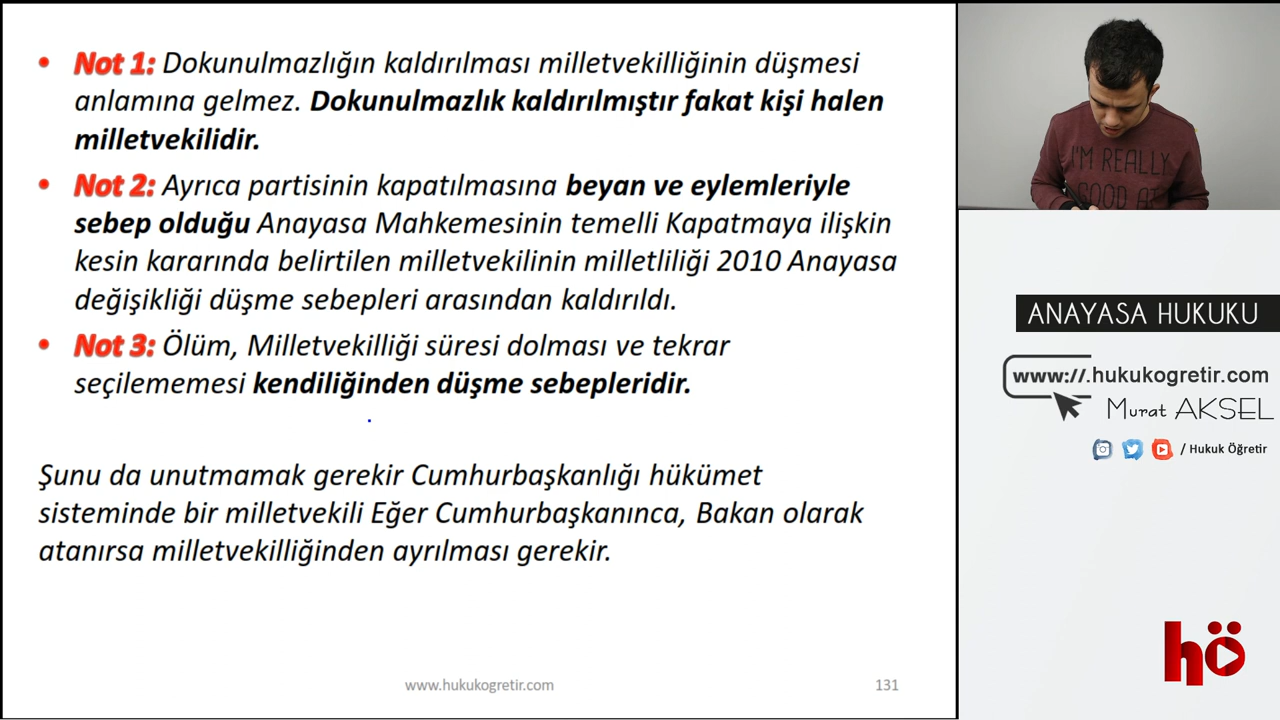 • Not 1: Dokunulmazlığın kaldırılması milletvekilliğinin düşmesi
anlamına gelmez. Dokunulmazlık kaldırılmıştır fakat kişi halen
milletvekilidir.
• Not 2: Ayrıca partisinin kapatılmasına beyan ve eylemleriyle
sebep olduğu Anayasa Mahkemesinin temelli Kapatmaya ilişkin
kesin kararında belirtilen milletvekilinin milletliliği 2010 Anayasa
değişikliği düşme sebepleri arasından kaldırıldı.
• Not 3: Ölüm, Milletvekilliği süresi dolması ve tekrar
seçilememesi kendiliğinden düşme sebepleridir.
Şunu da unutmamak gerekir Cumhurbaşkanlığı hükümet
sisteminde bir milletvekili Eğer Cumhurbaşkanınca, Bakan olarak
atanırsa milletvekilliğinden ayrılması gerekir.
www.hukukogretir.com
131
I'M REALLY
GOOD AT
ANAYASA HUKUKU
www://.hukukogretir.com
Murat AKSEL
/ Hukuk Öğretir
hö